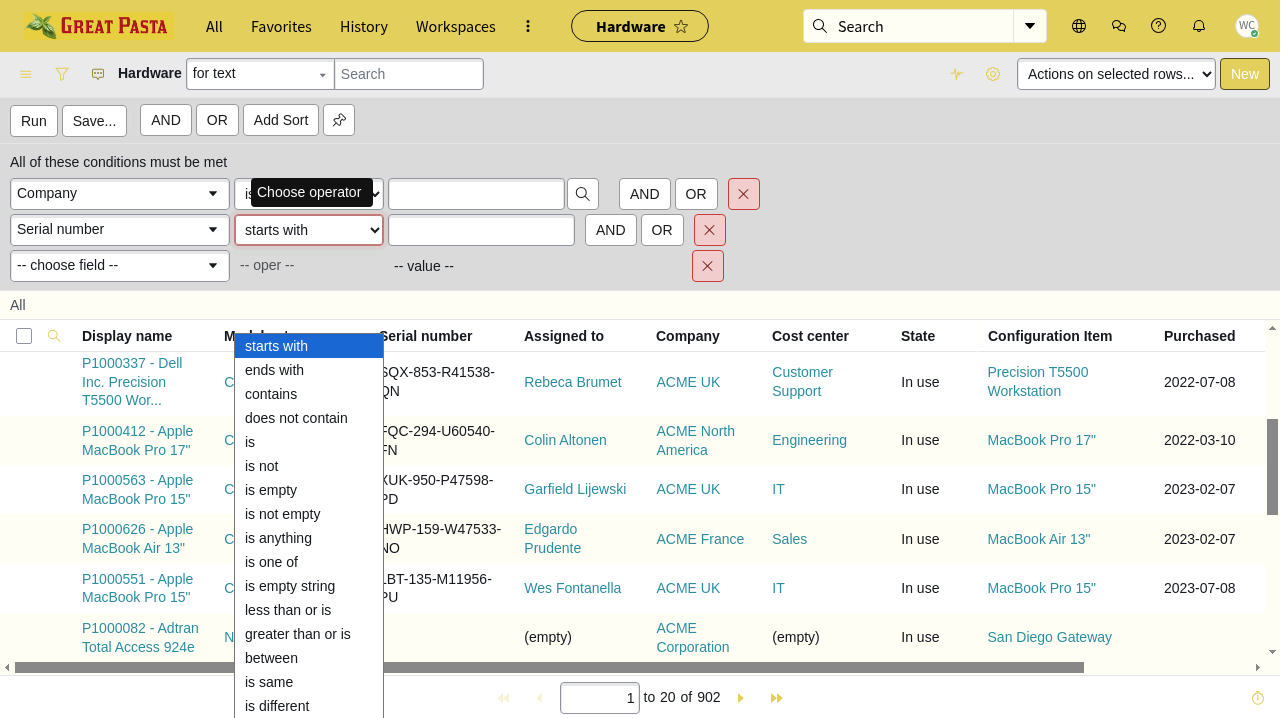 GREAT PASTA All Favorites History Workspaces Hardware Search WC
Hardware for text Search Actions on selected rows... New
Run Save... AND OR Add Sort
All of these conditions must be met
Company is Choose operator AND OR
Serial number starts with AND OR
-- choose field -- -- oper -- -- value --
All
Display name Serial number Assigned to Company Cost center State Configuration Item Purchased
P1000337 - Dell Inc. Precision T5500 Wor... SQX-853-R41538-QN Rebeca Brumet ACME UK Customer Support In use Precision T5500 Workstation 2022-07-08
P1000412 - Apple MacBook Pro 17" FQC-294-U60540-FN Colin Altonen ACME North America Engineering In use MacBook Pro 17" 2022-03-10
P1000563 - Apple MacBook Pro 15" XUK-950-P47598-PD Garfield Lijewski ACME UK IT In use MacBook Pro 15" 2023-02-07
P1000626 - Apple MacBook Air 13" HWP-159-W47533-NO Edgardo Prudente ACME France Sales In use MacBook Air 13" 2023-02-07
P1000551 - Apple MacBook Pro 15" LBT-135-M11956-PU Wes Fontanella ACME UK IT In use MacBook Pro 15" 2023-07-08
P1000082 - Adtran Total Access 924e (empty) ACME Corporation (empty) In use San Diego Gateway
starts with
ends with
contains
does not contain
is
is not
is empty
is not empty
is anything
is one of
is empty string
less than or is
greater than or is
between
is same
is different
1 to 20 of 902